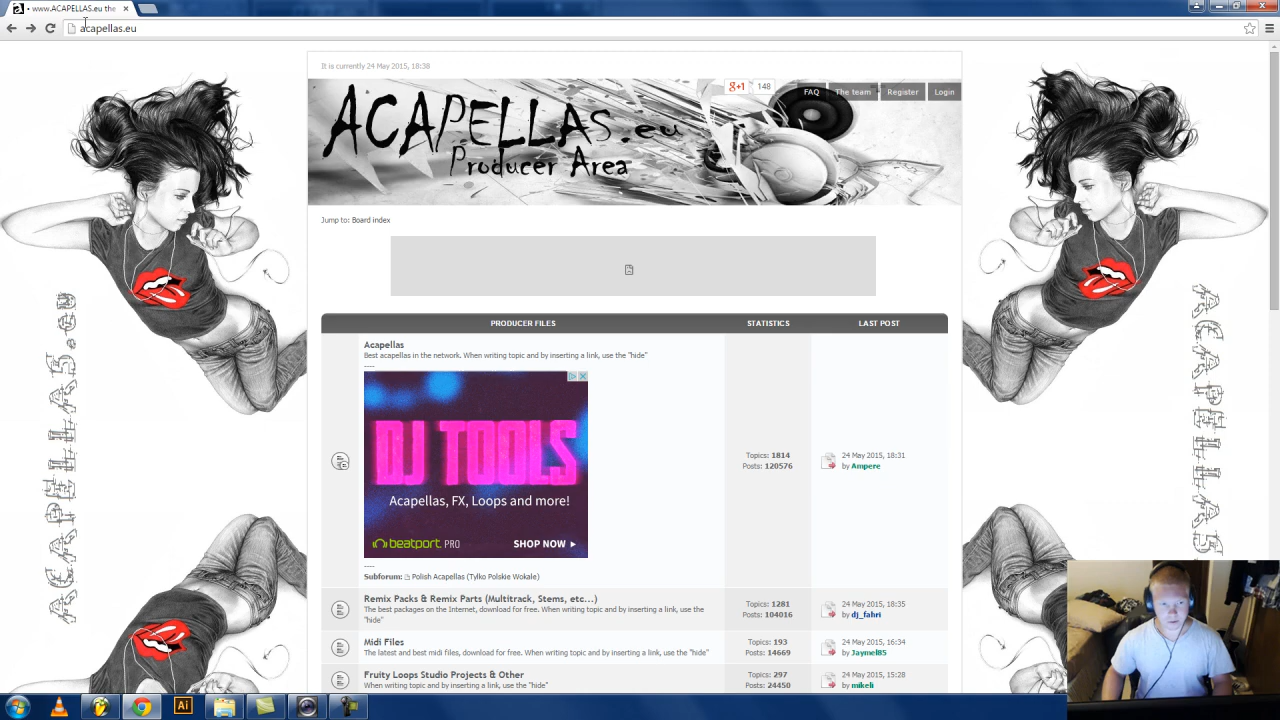 • www.ACAPELLAS.eu the
acapellas.eu
It is currently 24 May 2015, 18:38
g+1 148
FAQ The team Register Login
ACAPELLAS.eu
Producer Area
Jump to: Board index
PRODUCER FILES STATISTICS LAST POST
Acapellas
Best acapellas in the network. When writing topic and by inserting a link, use the "hide"
----
DJ TOOLS
Acapellas, FX, Loops and more!
beatport PRO SHOP NOW ►
Topics: 1814
Posts: 120576
24 May 2015, 18:31
by Ampere
----
Subforum: Polish Acapellas (Tylko Polskie Wokale)
Remix Packs & Remix Parts (Multitrack, Stems, etc...)
The best packages on the Internet, download for free. When writing topic and by inserting a link, use the
"hide"
Topics: 1281
Posts: 104016
24 May 2015, 18:35
by dj_fahri
Midi Files
The latest and best midi files, download for free. When writing topic and by inserting a link, use the "hide"
Topics: 193
Posts: 14669
24 May 2015, 16:34
by Jaymel85
Fruity Loops Studio Projects & Other
When writing topic and by inserting a link, use the "hide"
Topics: 297
Posts: 24450
24 May 2015, 15:28
by mikeli
ACAPELLAS.eu
ACAPELLAS
Ai